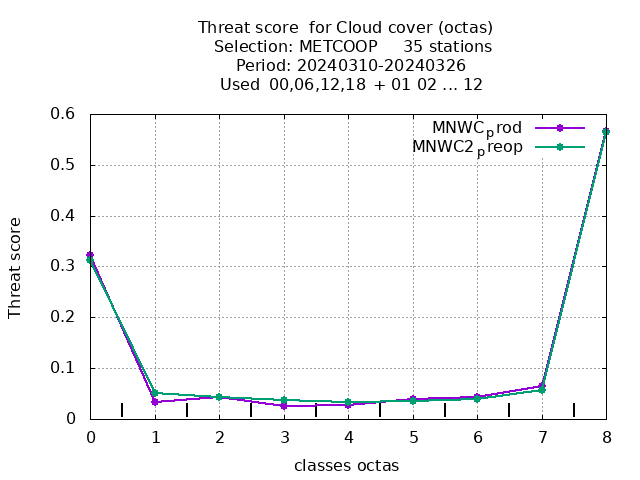 Threat score  for Cloud cover (octas)
Selection: METCOOP     35 stations
Period: 20240310-20240326
Used  00,06,12,18  + 01 02 ... 12
MNWC_prod
MNWC2_preop
Threat score
0.6
0.5
0.4
0.3
0.2
0.1
0
0 1 2 3 4 5 6 7 8
classes octas